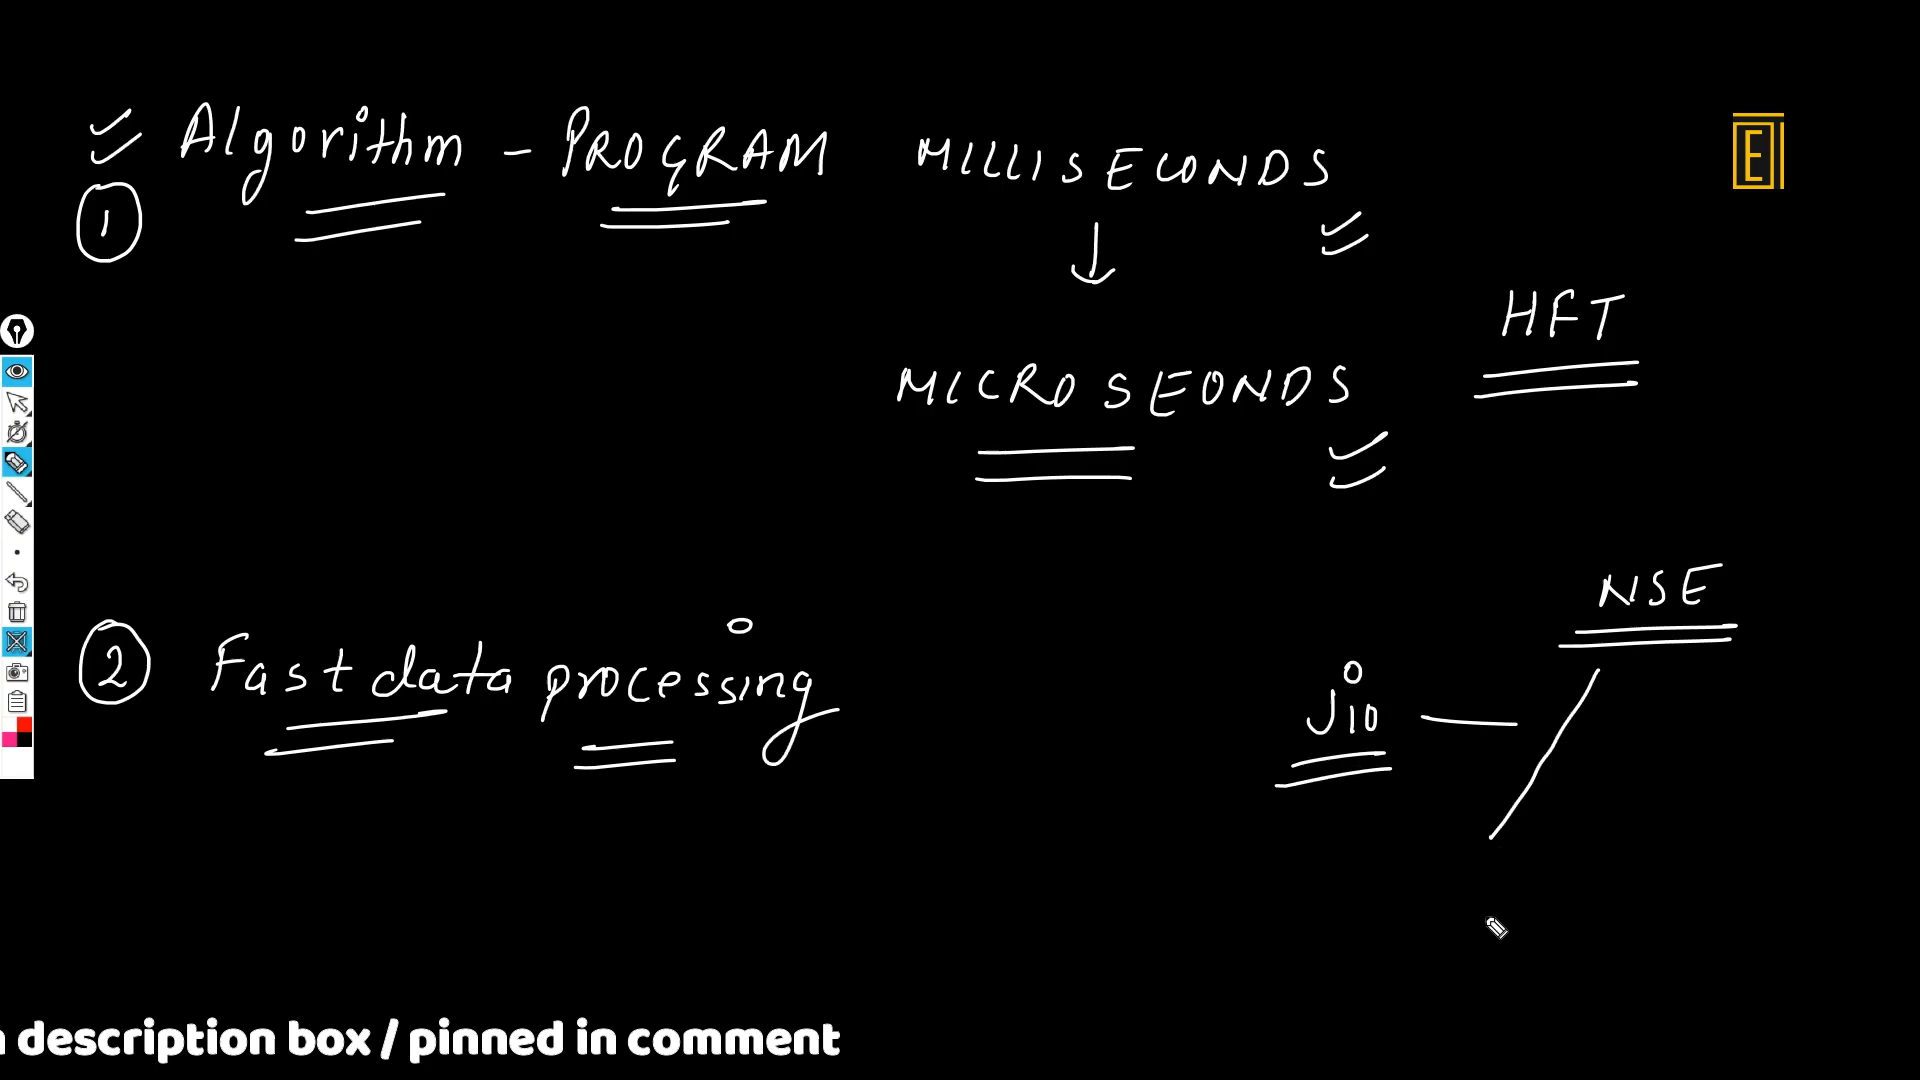 Algorithm - PROGRAM MILLISECONDS
1
HFT
MICROSEONDS
NSE
2 Fast data processing
Jio
description box / pinned in comment
E